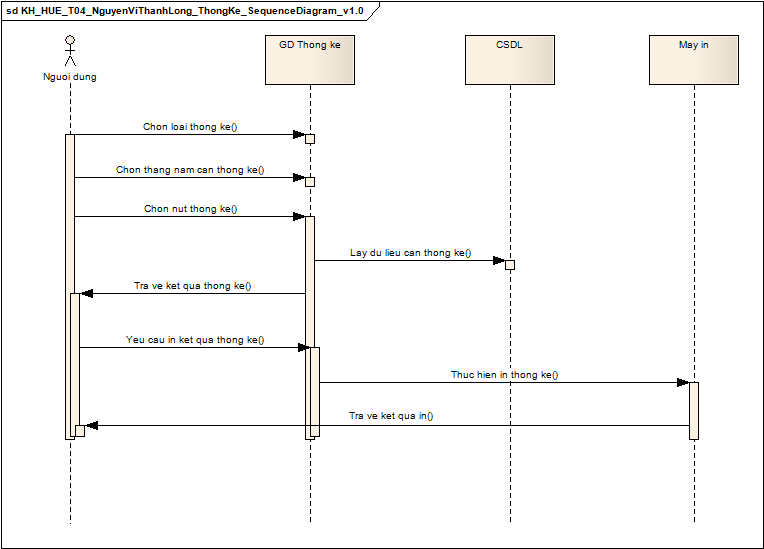 sd KH_HUE_T04_NguyenViThanhLong_ThongKe_SequenceDiagram_v1.0
Nguoi dung
GD Thong ke
CSDL
May in
Chon loai thong ke()
Chon thang nam can thong ke()
Chon nut thong ke()
Lay du lieu can thong ke()
Tra ve ket qua thong ke()
Yeu cau in ket qua thong ke()
Thuc hien in thong ke()
Tra ve ket qua in()